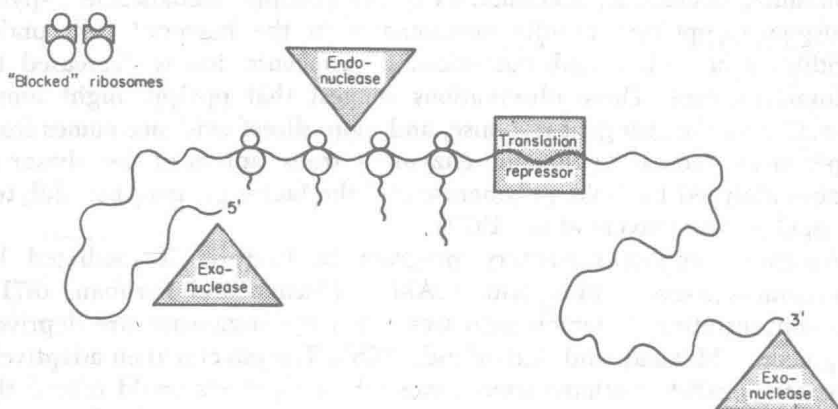 "Blocked" ribosomes
Endo-
nuclease
Translation
repressor
5'
Exo-
nuclease
3'
Exo-
nuclease